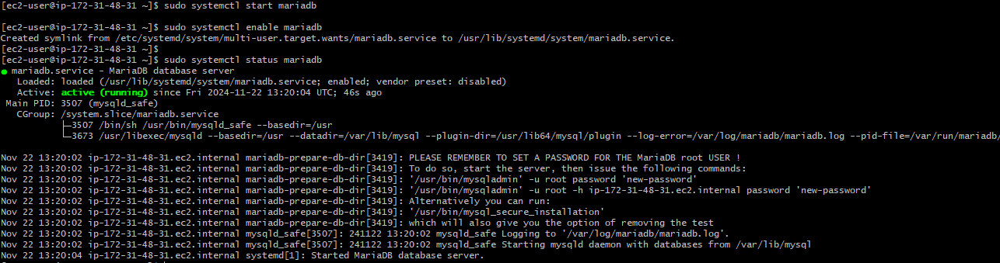 [ec2-user@ip-172-31-48-31 ~]$ sudo systemctl start mariadb
[ec2-user@ip-172-31-48-31 ~]$ sudo systemctl enable mariadb
Created symlink from /etc/systemd/system/multi-user.target.wants/mariadb.service to /usr/lib/systemd/system/mariadb.service.
[ec2-user@ip-172-31-48-31 ~]$
[ec2-user@ip-172-31-48-31 ~]$ sudo systemctl status mariadb
● mariadb.service - MariaDB database server
   Loaded: loaded (/usr/lib/systemd/system/mariadb.service; enabled; vendor preset: disabled)
   Active: active (running) since Fri 2024-11-22 13:20:04 UTC; 46s ago
 Main PID: 3507 (mysqld_safe)
   CGroup: /system.slice/mariadb.service
           ├─3507 /bin/sh /usr/bin/mysqld_safe --basedir=/usr
           └─3673 /usr/libexec/mysqld --basedir=/usr --datadir=/var/lib/mysql --plugin-dir=/usr/lib64/mysql/plugin --log-error=/var/log/mariadb/mariadb.log --pid-file=/var/run/mariadb/
Nov 22 13:20:02 ip-172-31-48-31.ec2.internal mariadb-prepare-db-dir[3419]: PLEASE REMEMBER TO SET A PASSWORD FOR THE MariaDB root USER !
Nov 22 13:20:02 ip-172-31-48-31.ec2.internal mariadb-prepare-db-dir[3419]: To do so, start the server, then issue the following commands:
Nov 22 13:20:02 ip-172-31-48-31.ec2.internal mariadb-prepare-db-dir[3419]: '/usr/bin/mysqladmin' -u root password 'new-password'
Nov 22 13:20:02 ip-172-31-48-31.ec2.internal mariadb-prepare-db-dir[3419]: '/usr/bin/mysqladmin' -u root -h ip-172-31-48-31.ec2.internal password 'new-password'
Nov 22 13:20:02 ip-172-31-48-31.ec2.internal mariadb-prepare-db-dir[3419]: Alternatively you can run:
Nov 22 13:20:02 ip-172-31-48-31.ec2.internal mariadb-prepare-db-dir[3419]: '/usr/bin/mysql_secure_installation'
Nov 22 13:20:02 ip-172-31-48-31.ec2.internal mariadb-prepare-db-dir[3419]: which will also give you the option of removing the test
Nov 22 13:20:02 ip-172-31-48-31.ec2.internal mysqld_safe[3507]: 241122 13:20:02 mysqld_safe Logging to '/var/log/mariadb/mariadb.log'.
Nov 22 13:20:02 ip-172-31-48-31.ec2.internal mysqld_safe[3507]: 241122 13:20:02 mysqld_safe Starting mysqld daemon with databases from /var/lib/mysql
Nov 22 13:20:04 ip-172-31-48-31.ec2.internal systemd[1]: Started MariaDB database server.